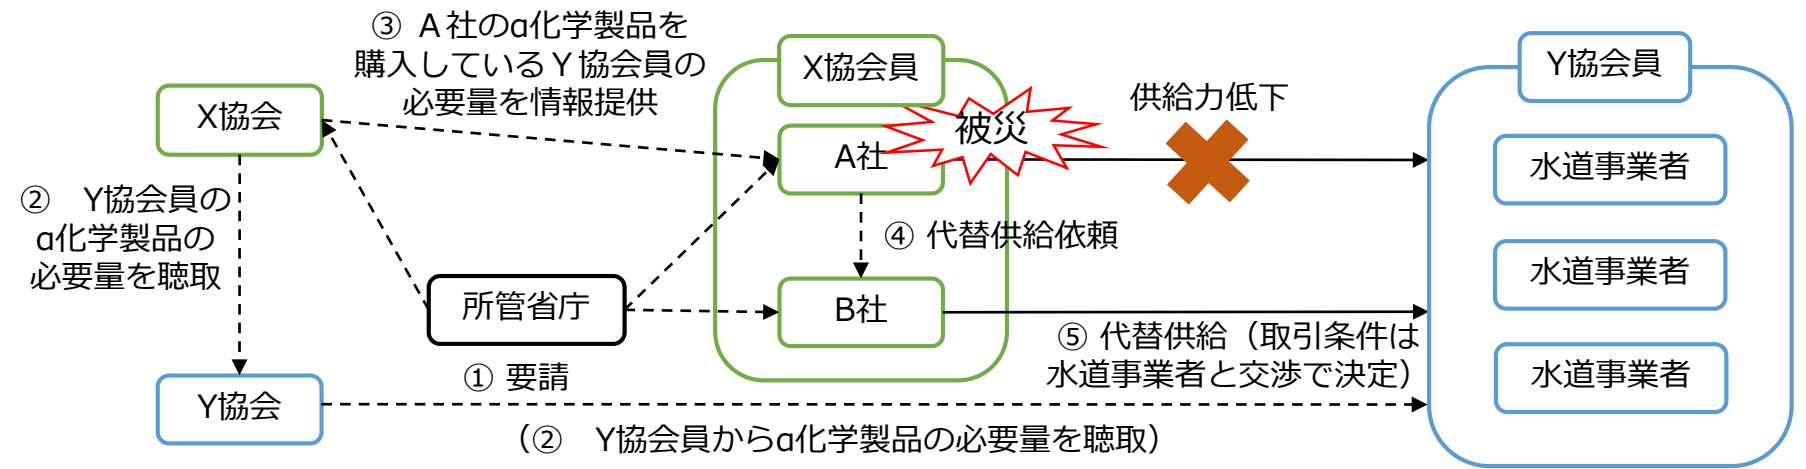 ③ Ａ社のα化学製品を
購入しているＹ協会員の
必要量を情報提供
X協会員
Y協会員
X協会
供給力低下
被災
A社
水道事業者
② Y協会員の
α化学製品の
必要量を聴取
④ 代替供給依頼
水道事業者
所管省庁
B社
⑤ 代替供給（取引条件は
水道事業者と交渉で決定）
① 要請
水道事業者
Y協会
（② Y協会員からα化学製品の必要量を聴取）